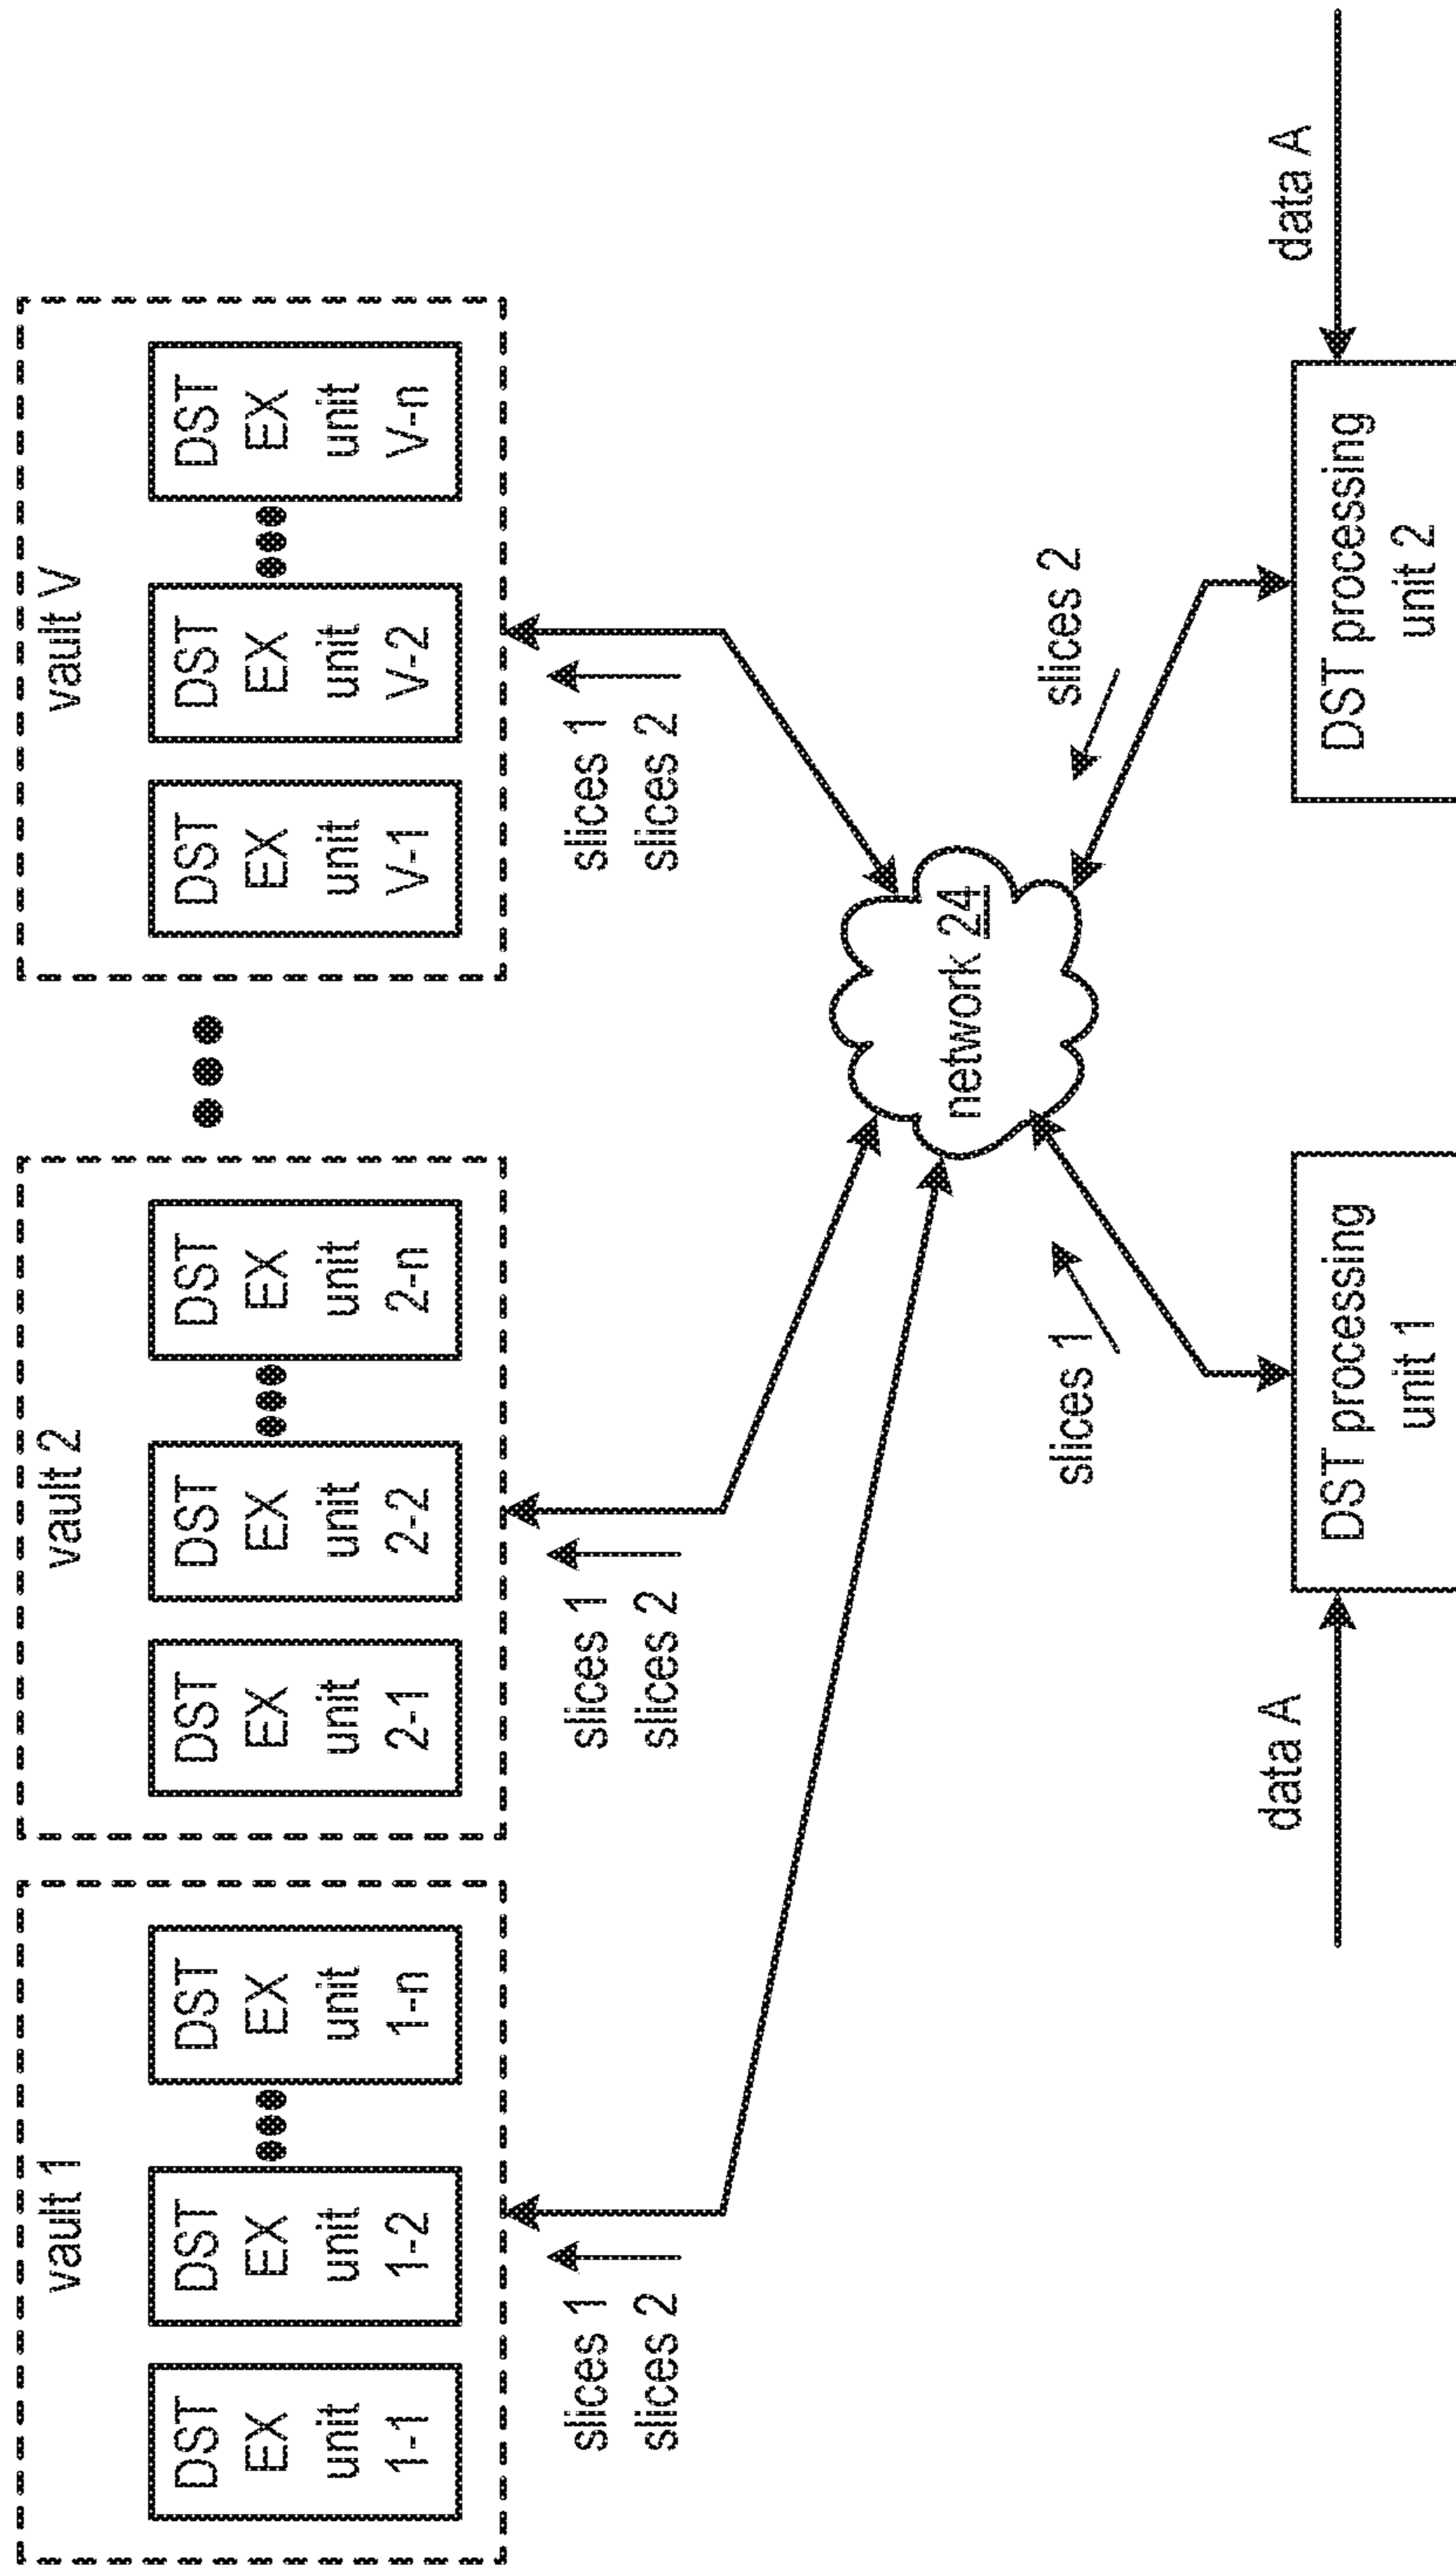 vault 1
DST
EX
unit
1-1
DST
EX
unit
1-2
DST
EX
unit
1-n
vault 2
DST
EX
unit
2-1
DST
EX
unit
2-2
DST
EX
unit
2-n
vault V
DST
EX
unit
V-1
DST
EX
unit
V-2
DST
EX
unit
V-n
slices 1
slices 2
slices 1
slices 2
slices 1
slices 2
network 24
slices 1
slices 2
data A
DST processing
unit 1
DST processing
unit 2
data A